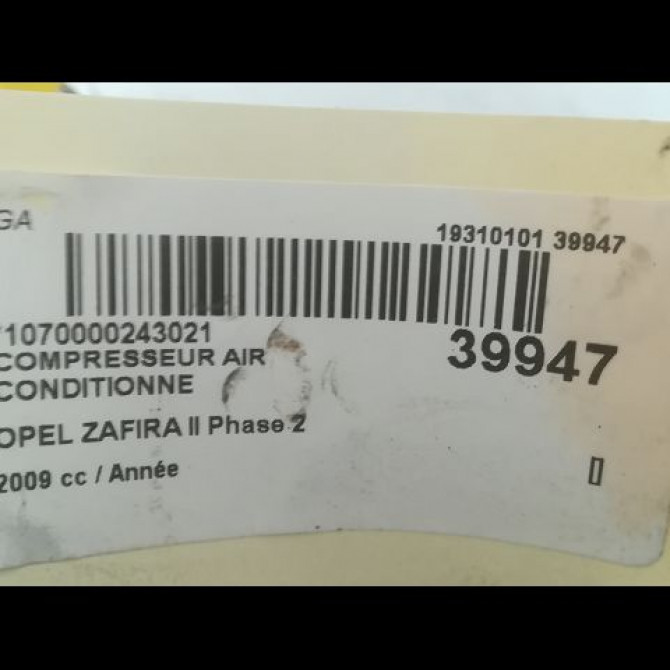 GA
19310101 39947
*1070000243021
39947
COMPRESSEUR AIR
CONDITIONNE
OPEL ZAFIRA II Phase 2
2009 cc / Année